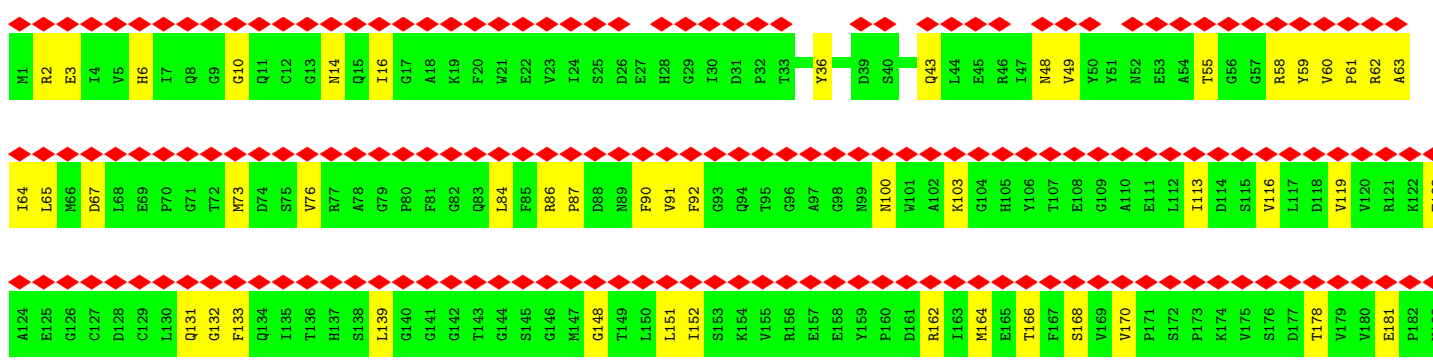 M1 R2 E3 I4 V5 H6 I7 Q8 G9 G10 Q11 C12 G13 N14 Q15 I16 G17 A18 K19 F20 W21 E22 V23 I24 S25 D26 E27 H28 G29 I30 D31 P32 T33 Y36 D39 S40 Q43 L44 E45 R46 I47 N48 V49 Y50 Y51 N52 E53 A54 T55 G56 G57 R58 Y59 V60 P61 R62 A63
I64 L65 M66 D67 L68 E69 P70 G71 T72 M73 D74 S75 V76 R77 A78 G79 P80 F81 G82 Q83 L84 F85 R86 P87 D88 N89 F90 V91 F92 G93 Q94 T95 G96 A97 G98 N99 N100 W101 A102 K103 G104 H105 Y106 T107 E108 G109 A110 E111 L112 I113 D114 S115 V116 L117 D118 V119 V120 R121 K122
A124 E125 G126 C127 D128 C129 L130 Q131 G132 F133 Q134 I135 T136 H137 S138 L139 G140 G141 G142 T143 G144 S145 G146 M147 G148 T149 L150 L151 I152 S153 K154 V155 R156 E157 E158 Y159 P160 D161 R162 I163 M164 E165 T166 F167 S168 V169 V170 P171 S172 P173 K174 V175 S176 D177 T178 V179 V180 E181 P182